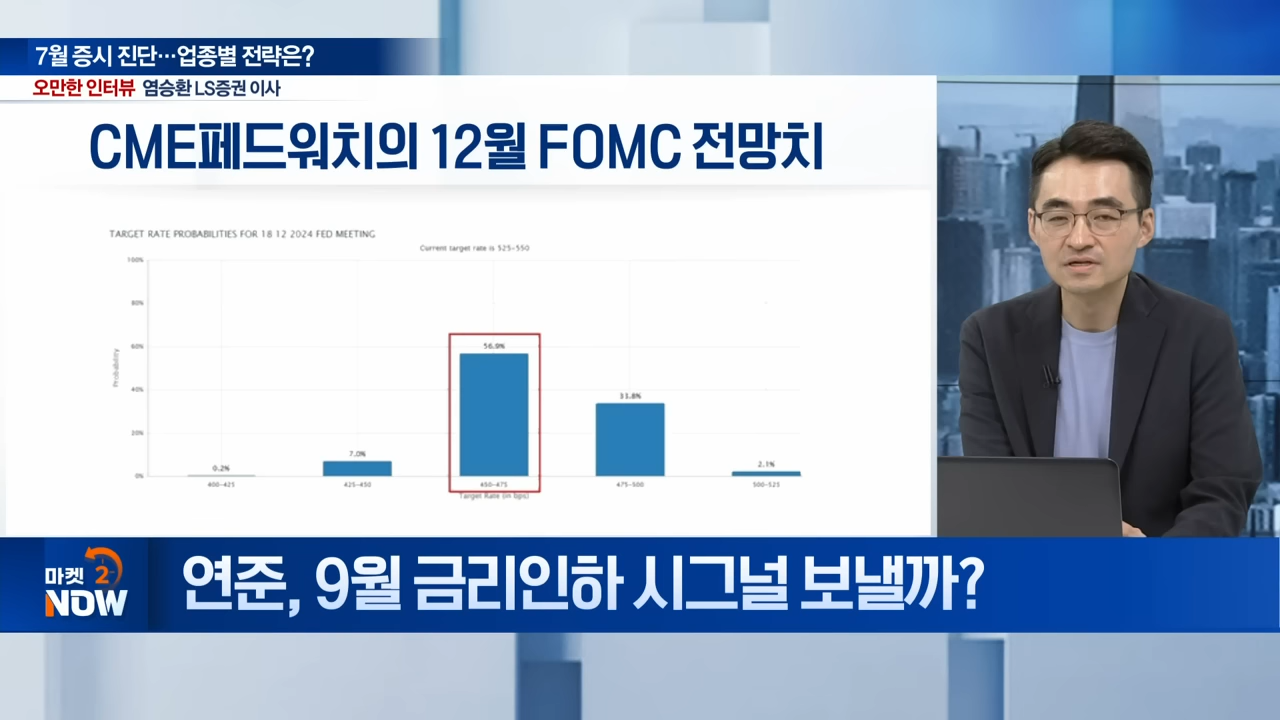 7월 증시 진단…업종별 전략은?
오만한 인터뷰 염승환 LS증권 이사
CME페드워치의 12월 FOMC 전망치
TARGET RATE PROBABILITIES FOR 18 12 2024 FED MEETING
Current target rate is 525-550
100%
80%
60%
40%
20%
0%
Probability
0.2%
7.0%
56.9%
31.8%
2.1%
400-425
425-450
450-475
475-500
500-525
Target Rate (in bps)
마켓 2
NOW
연준, 9월 금리인하 시그널 보낼까?